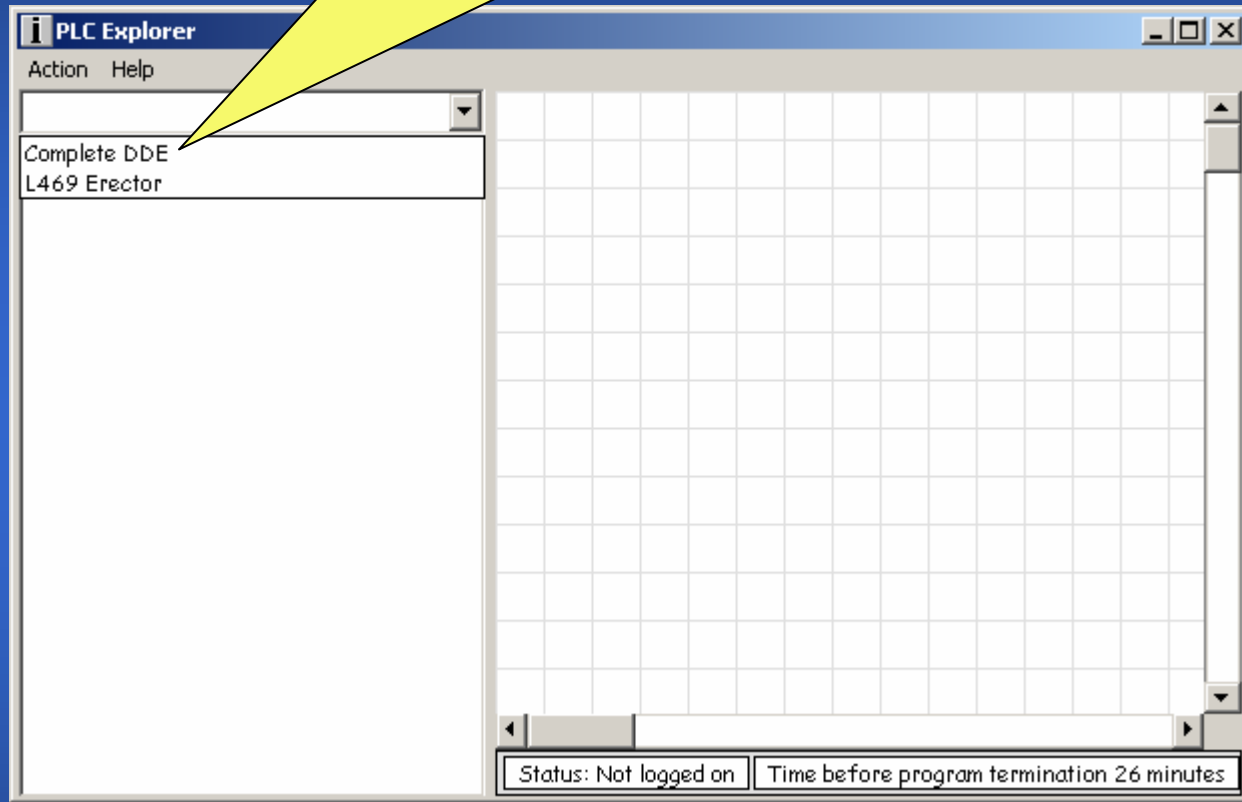 PLC Explorer
Action Help
Complete DDE
L469 Erector
Status: Not logged on Time before program termination 26 minutes